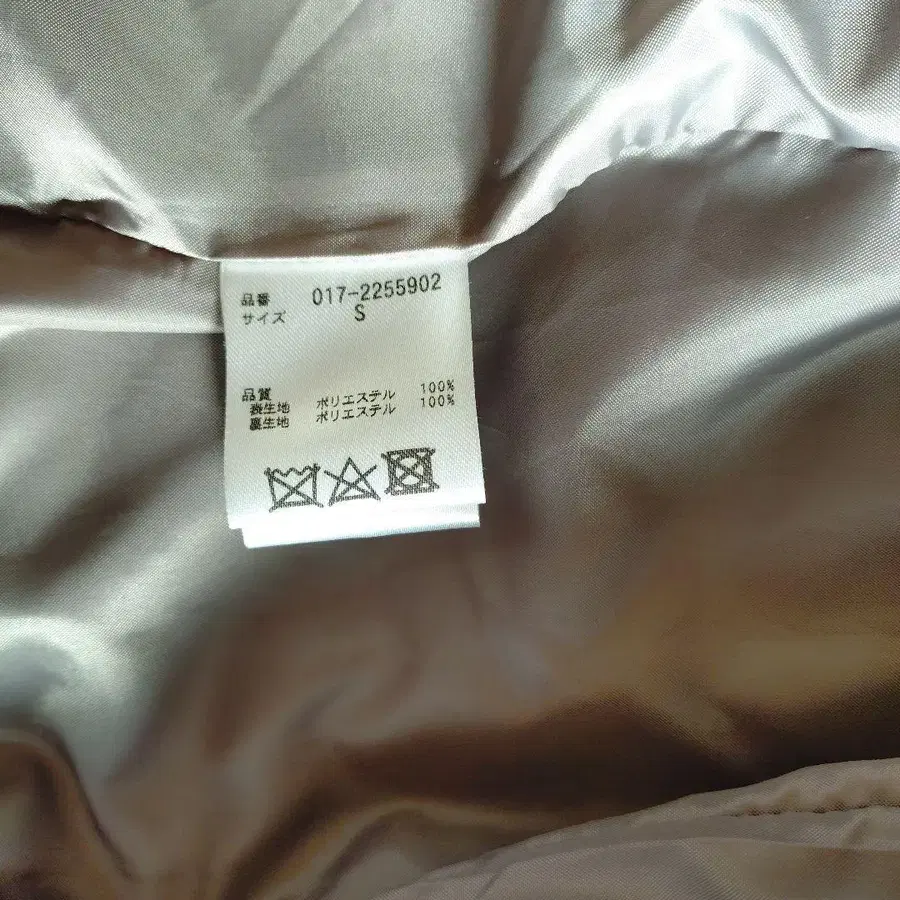 品番 017-2255902
サイズ S
品質
表生地 ポリエステル 100%
裏生地 ポリエステル 100%